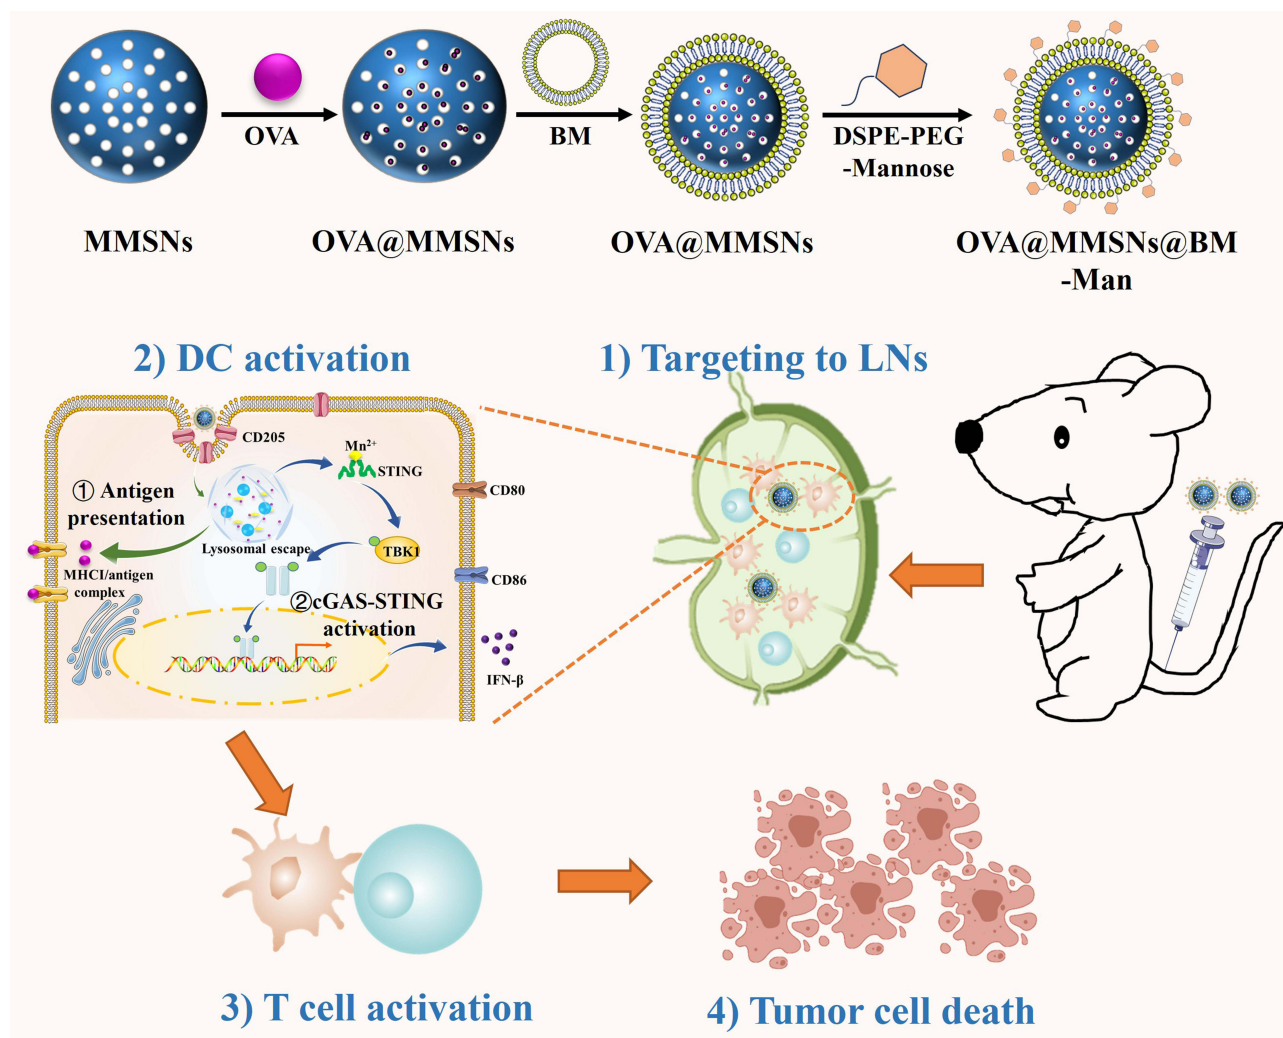 OVA
BM
DSPE-PEG
-Mannose
MMSNs
OVA@MMSNs
OVA@MMSNs
OVA@MMSNs@BM
-Man
2) DC activation
1) Targeting to LNs
CD205
Mn²⁺
STING
① Antigen
presentation
CD80
Lysosomal escape
TBK1
MHCI/antigen
complex
CD86
②cGAS-STING
activation
IFN-β
3) T cell activation
4) Tumor cell death